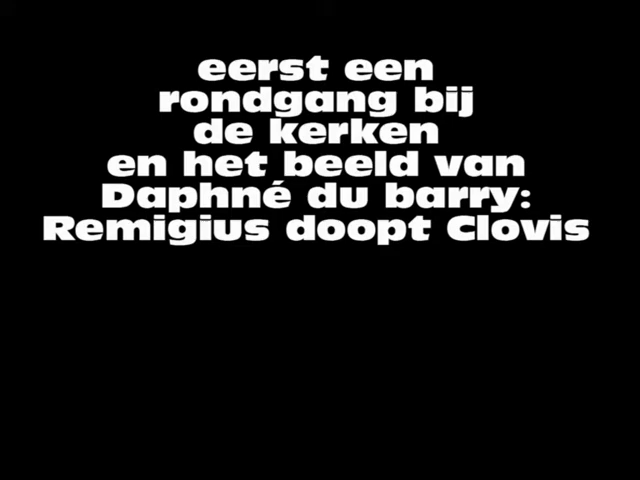 eerst een
rondgang bij
de kerken
en het beeld van
Daphné du barry:
Remigius doopt Clovis